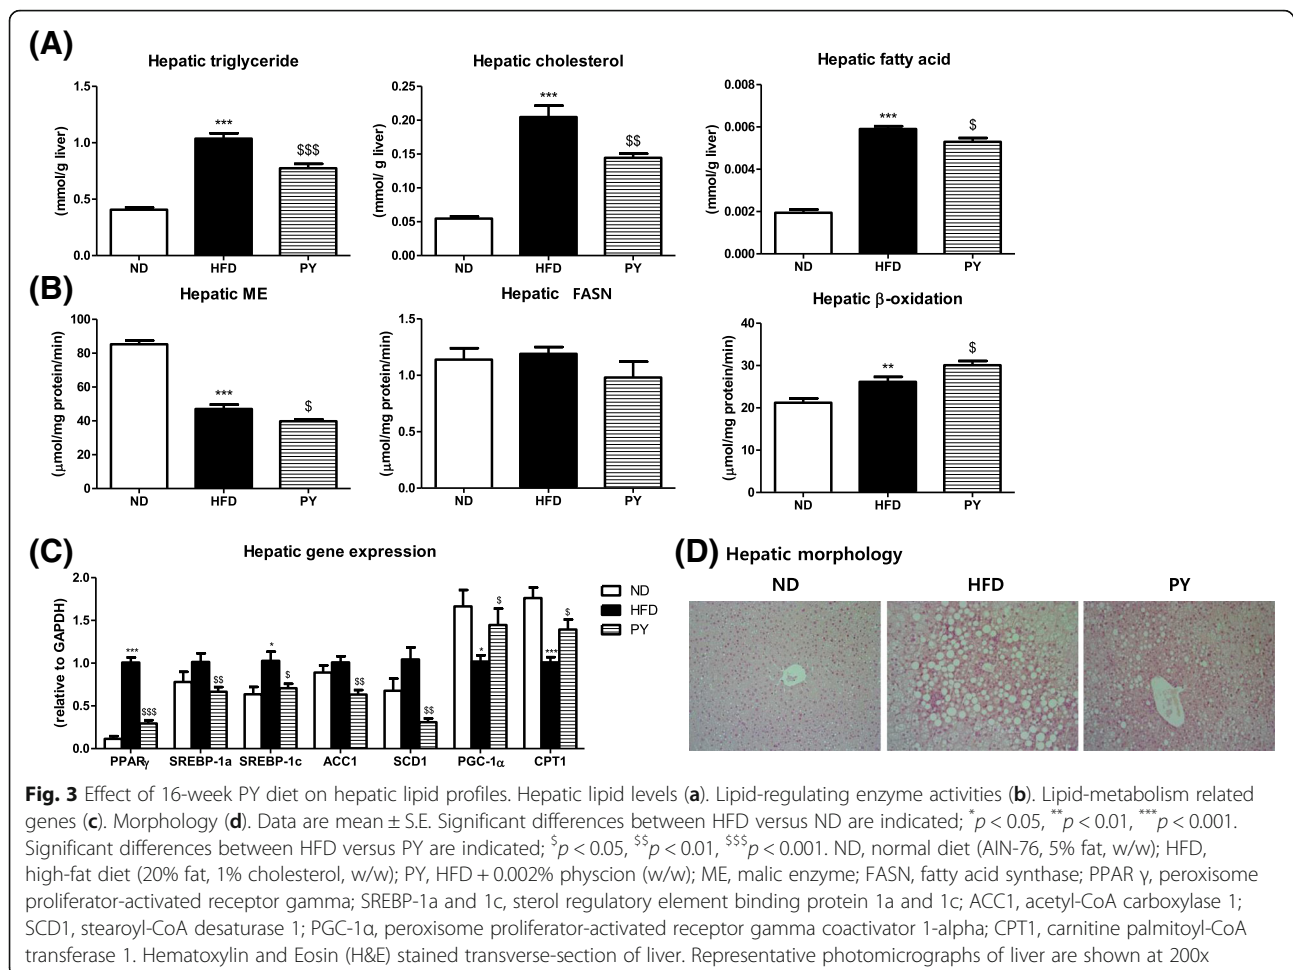 (A)
Hepatic triglyceride
(mmol/g liver)
1.5
1.0
0.5
0.0
***
$$$
ND HFD PY
Hepatic cholesterol
(mmol/ g liver)
0.25
0.20
0.15
0.10
0.05
0.00
***
$$
ND HFD PY
Hepatic fatty acid
(mmol/g liver)
0.008
0.006
0.004
0.002
0.000
***
$
ND HFD PY
(B)
Hepatic ME
(μmol/mg protein/min)
100
80
60
40
20
0
***
$
ND HFD PY
Hepatic FASN
(μmol/mg protein/min)
1.5
1.0
0.5
0.0
ND HFD PY
Hepatic β-oxidation
(μmol/mg protein/min)
40
30
20
10
0
**
$
ND HFD PY
(C)
Hepatic gene expression
(relative to GAPDH)
2.0
1.5
1.0
0.5
0.0
*** $$$ $$ * $ $$ $$ * $ *** $
PPARγ SREBP-1a SREBP-1c ACC1 SCD1 PGC-1α CPT1
ND
HFD
PY
(D) Hepatic morphology
ND HFD PY
Fig. 3 Effect of 16-week PY diet on hepatic lipid profiles. Hepatic lipid levels (a). Lipid-regulating enzyme activities (b). Lipid-metabolism related
genes (c). Morphology (d). Data are mean ± S.E. Significant differences between HFD versus ND are indicated; *p < 0.05, **p < 0.01, ***p < 0.001.
Significant differences between HFD versus PY are indicated; $p < 0.05, $$p < 0.01, $$$p < 0.001. ND, normal diet (AIN-76, 5% fat, w/w); HFD,
high-fat diet (20% fat, 1% cholesterol, w/w); PY, HFD + 0.002% physcion (w/w); ME, malic enzyme; FASN, fatty acid synthase; PPAR γ, peroxisome
proliferator-activated receptor gamma; SREBP-1a and 1c, sterol regulatory element binding protein 1a and 1c; ACC1, acetyl-CoA carboxylase 1;
SCD1, stearoyl-CoA desaturase 1; PGC-1α, peroxisome proliferator-activated receptor gamma coactivator 1-alpha; CPT1, carnitine palmitoyl-CoA
transferase 1. Hematoxylin and Eosin (H&E) stained transverse-section of liver. Representative photomicrographs of liver are shown at 200x